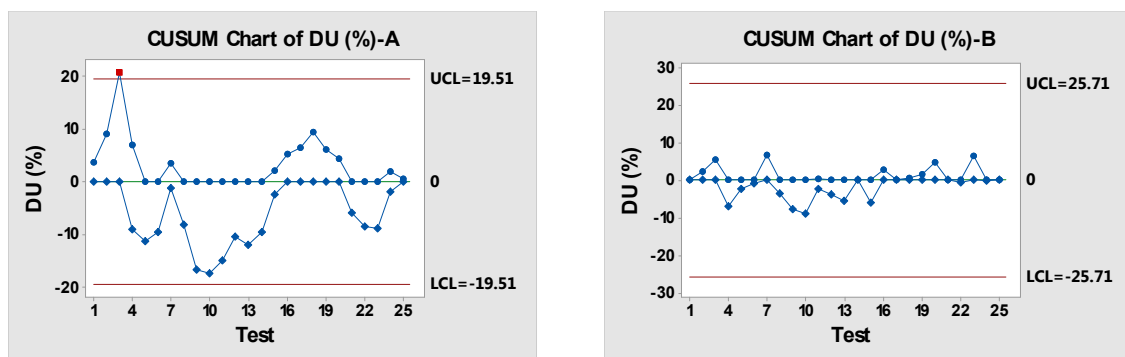 CUSUM Chart of DU (%)-A
20
10
0
-10
-20
DU (%)
1 4 7 10 13 16 19 22 25
Test
UCL=19.51
0
LCL=-19.51
CUSUM Chart of DU (%)-B
30
20
10
0
-10
-20
-30
DU (%)
1 4 7 10 13 16 19 22 25
Test
UCL=25.71
0
LCL=-25.71